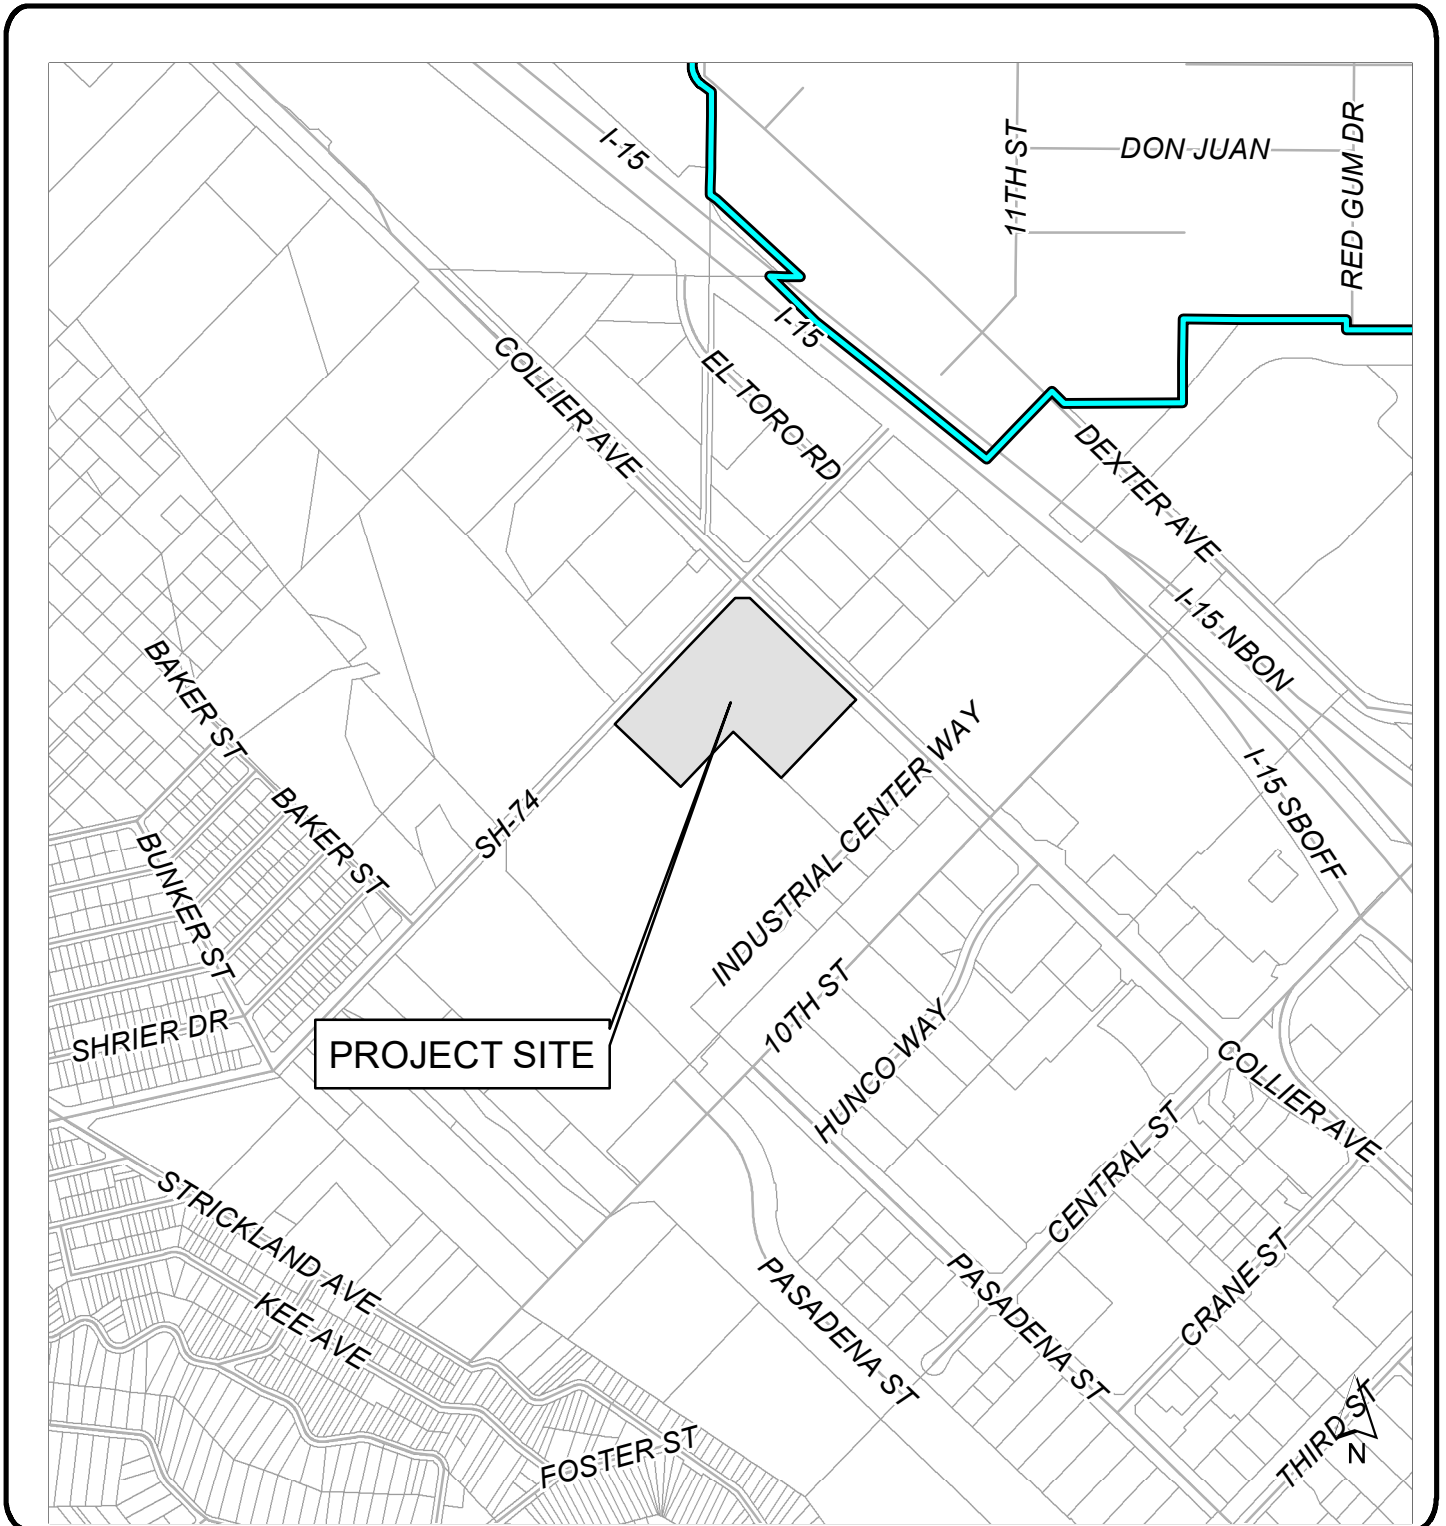 I-15
11TH ST
DON JUAN
RED GUM DR
I-15
COLLIER AVE
EL TORO RD
DEXTER AVE
I-15 NBON
BAKER ST
I-15 SBOFF
BAKER ST
SH-74
INDUSTRIAL CENTER WAY
BUNKER ST
10TH ST
SHRIER DR
HUNCO WAY
PROJECT SITE
COLLIER AVE
CENTRAL ST
STRICKLAND AVE
KEE AVE
PASADENA ST
PASADENA ST
CRANE ST
THIRD ST
N
FOSTER ST